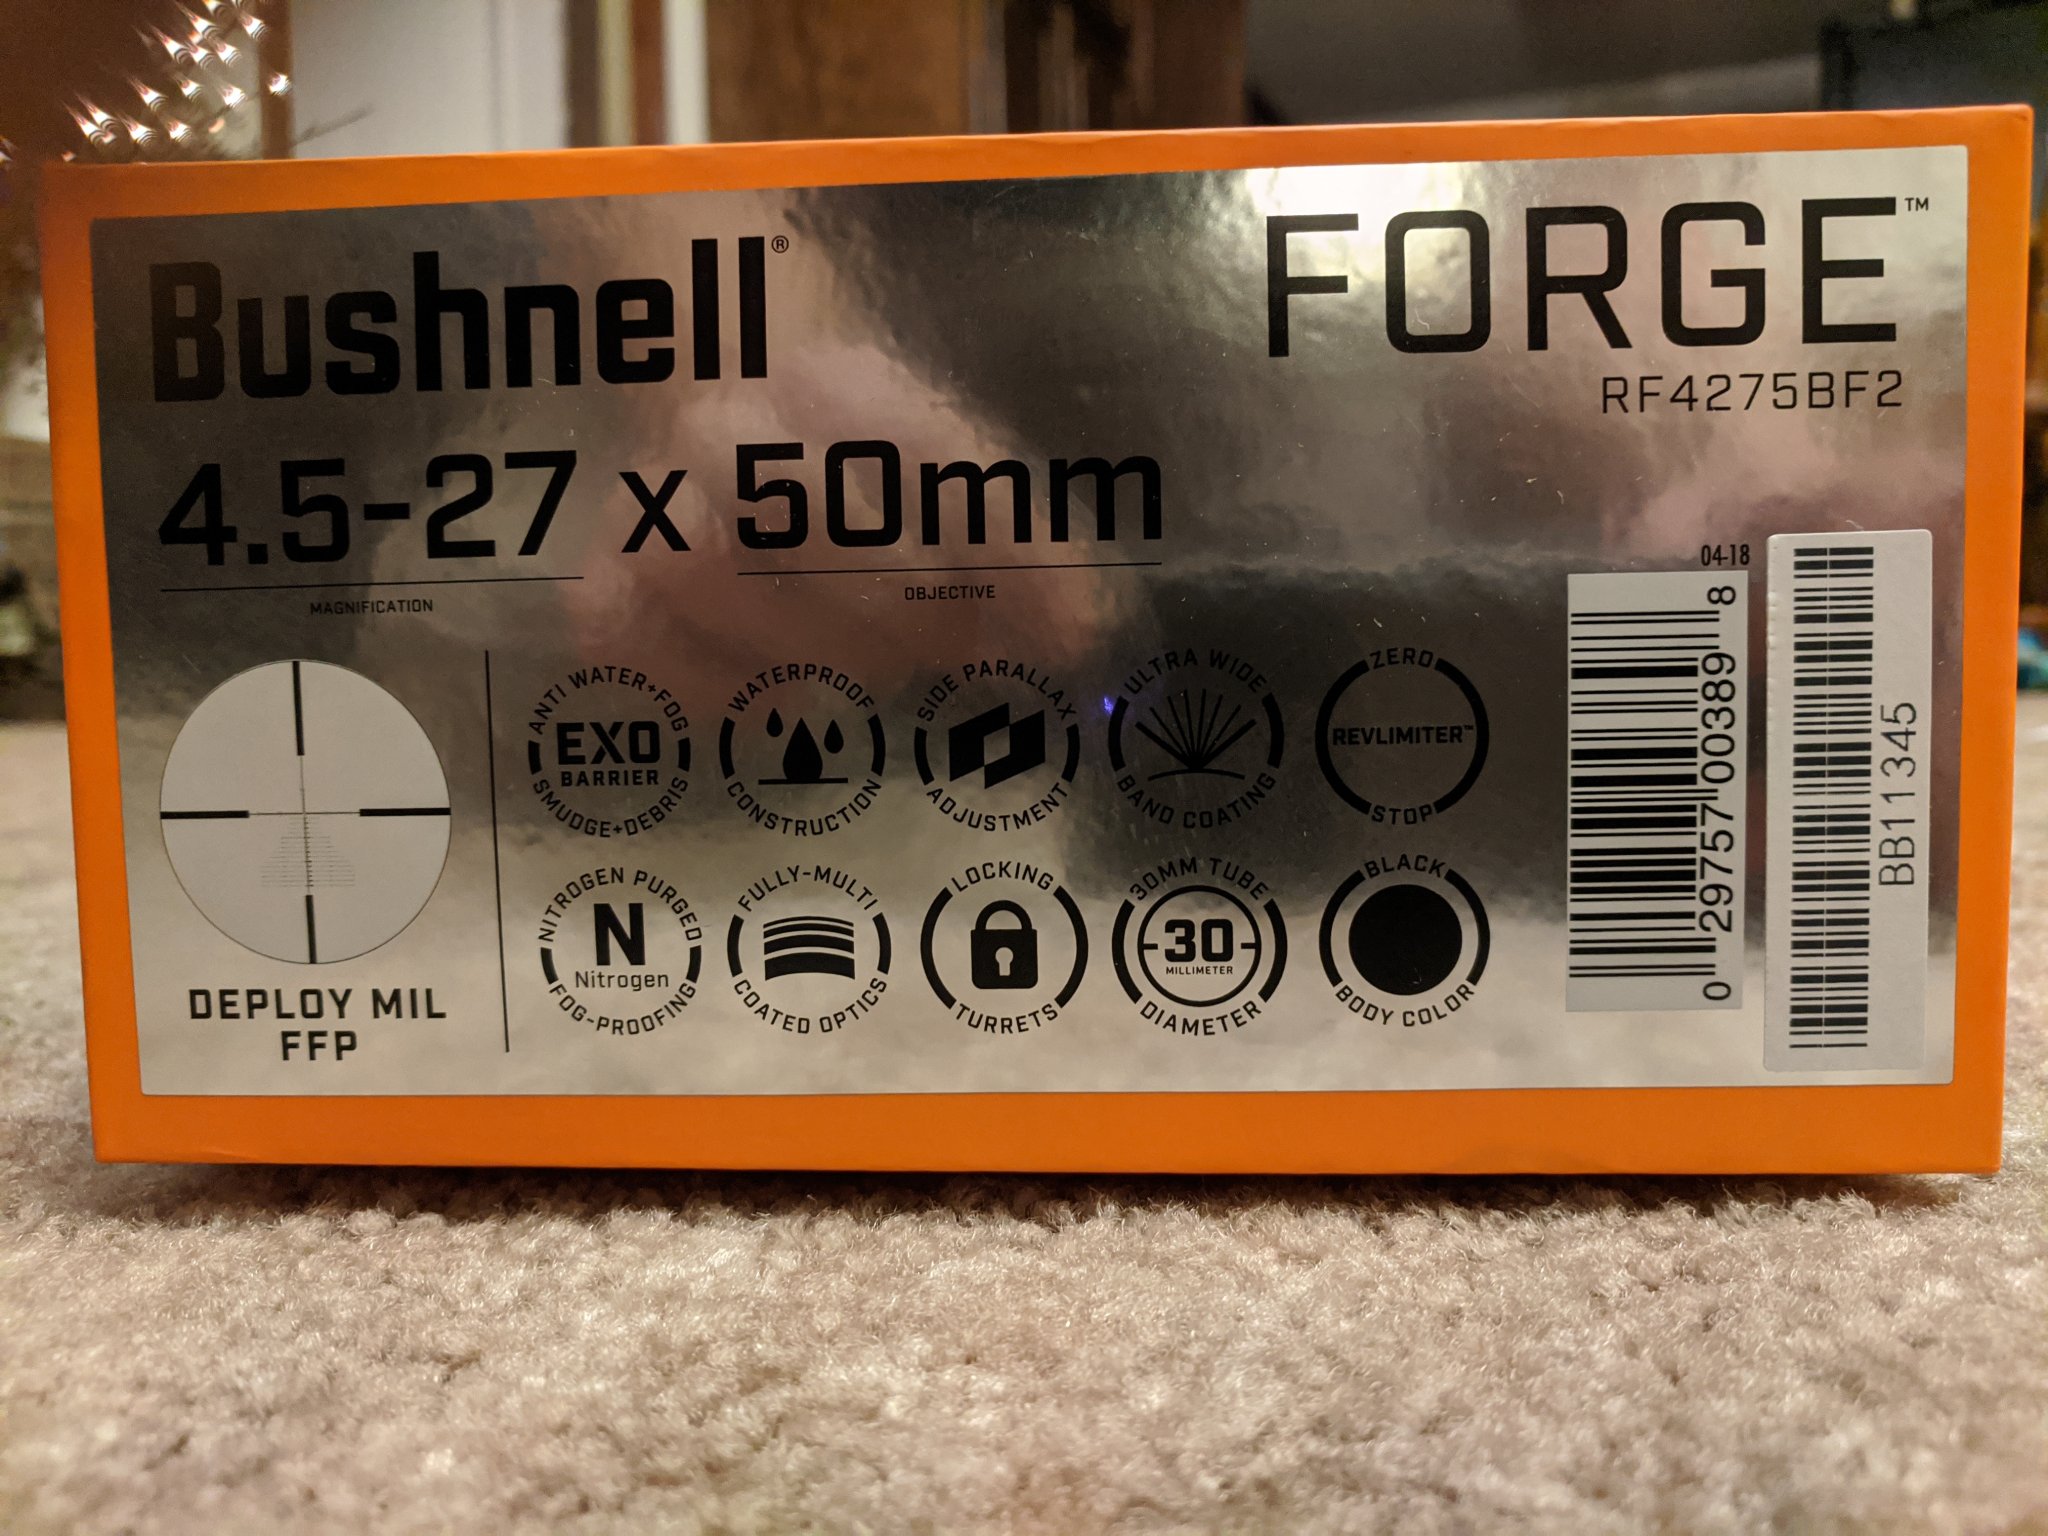 Bushnell®
FORGE™
RF4275BF2
4.5-27 x 50mm
MAGNIFICATION
OBJECTIVE
DEPLOY MIL
FFP
ANTI WATER+FOG
EXO
BARRIER
SMUDGE+DEBRIS
WATERPROOF
CONSTRUCTION
SIDE PARALLAX
ADJUSTMENT
ULTRA WIDE
BAND COATING
ZERO
REVLIMITER™
STOP
NITROGEN PURGED
N
Nitrogen
FOG-PROOFING
FULLY-MULTI
COATED OPTICS
LOCKING
TURRETS
30MM TUBE
30
MILLIMETER
DIAMETER
BLACK
BODY COLOR
04-18
0 29757 00389 8
BB11345